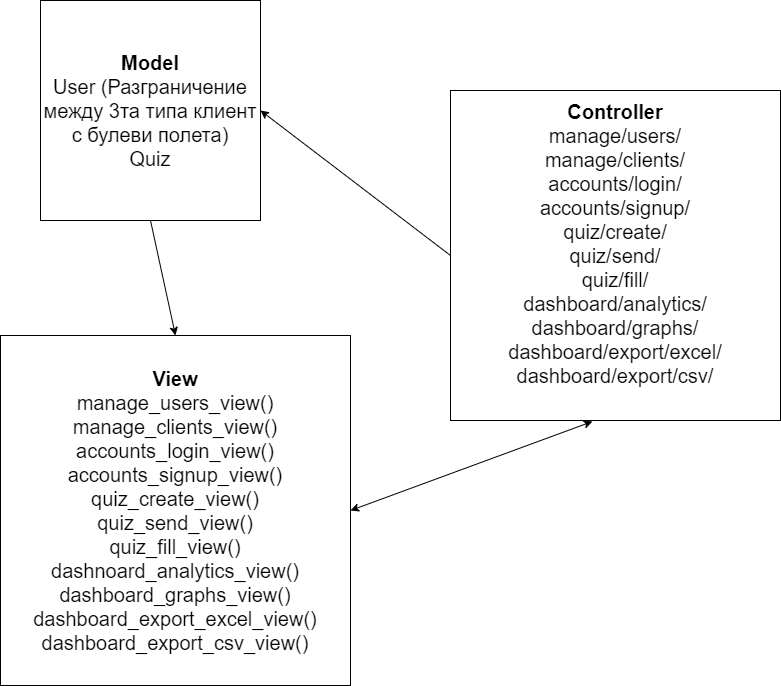 Model
User (Разграничение
между 3та типа клиент
с булеви полета)
Quiz
Controller
manage/users/
manage/clients/
accounts/login/
accounts/signup/
quiz/create/
quiz/send/
quiz/fill/
dashboard/analytics/
dashboard/graphs/
dashboard/export/excel/
dashboard/export/csv/
View
manage_users_view()
manage_clients_view()
accounts_login_view()
accounts_signup_view()
quiz_create_view()
quiz_send_view()
quiz_fill_view()
dashnoard_analytics_view()
dashboard_graphs_view()
dashboard_export_excel_view()
dashboard_export_csv_view()